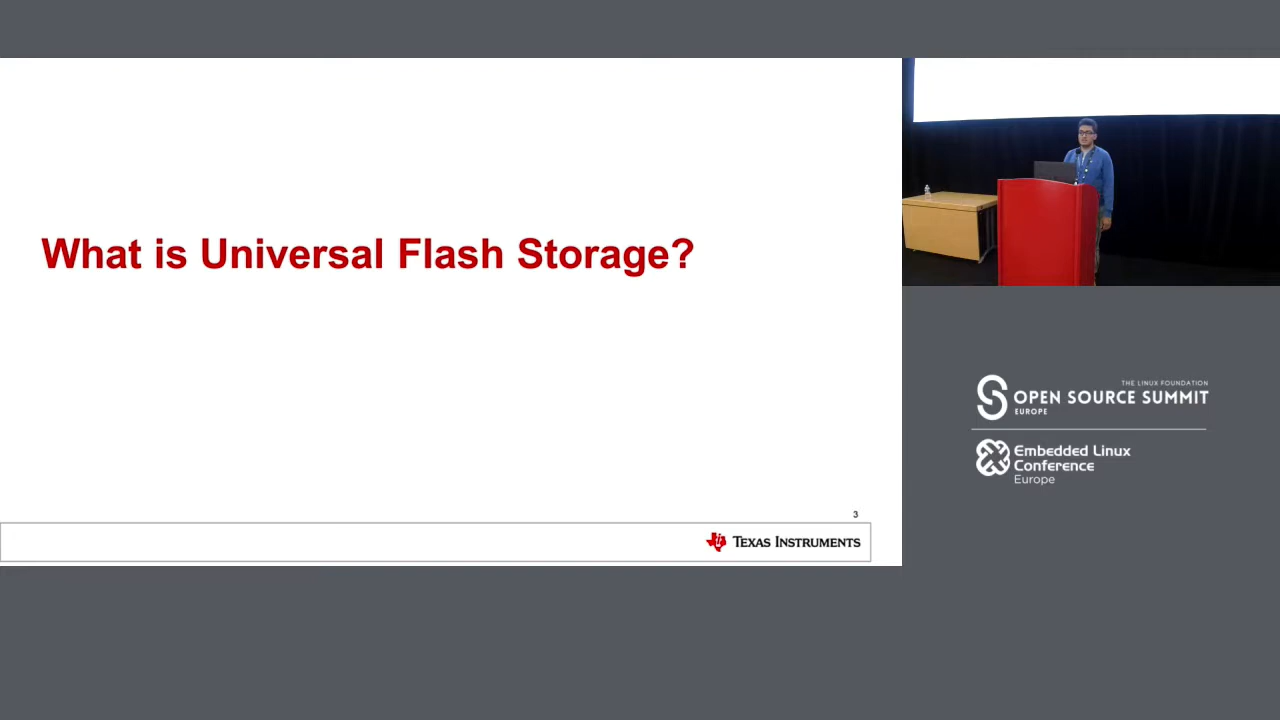 What is Universal Flash Storage?
3
TEXAS INSTRUMENTS
THE LINUX FOUNDATION
OPEN SOURCE SUMMIT
EUROPE
Embedded Linux
Conference
Europe